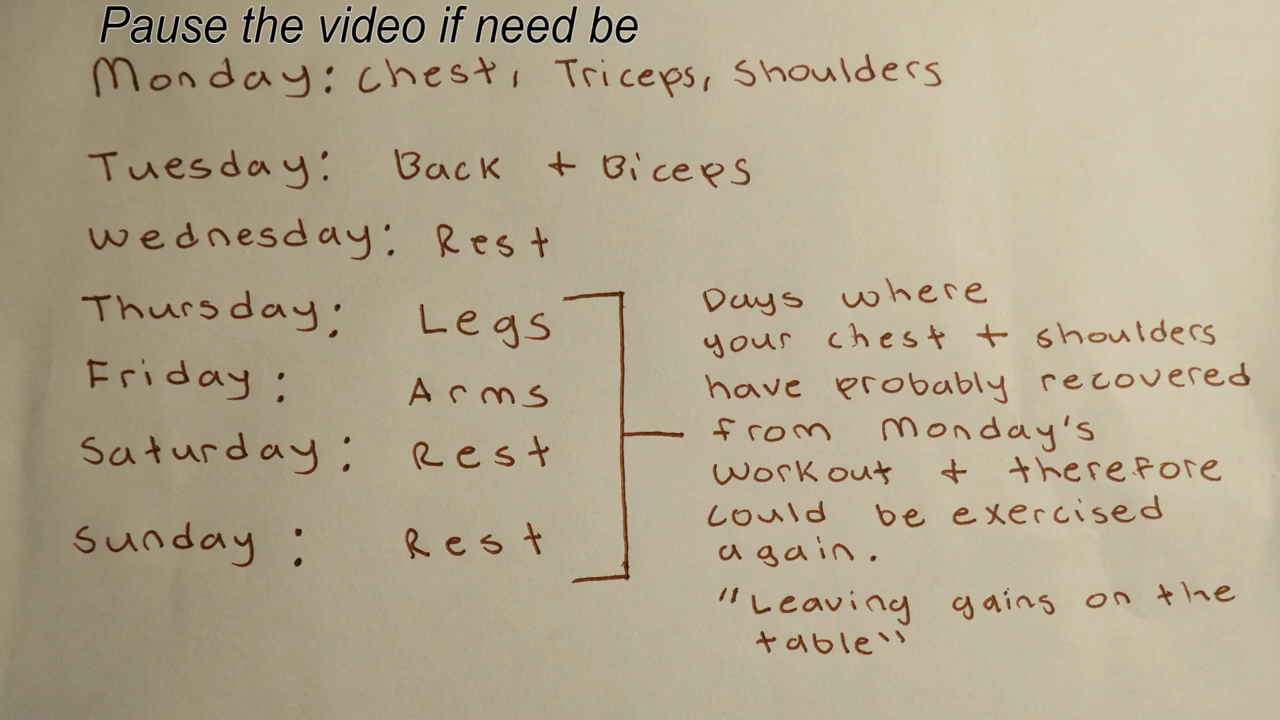 Pause the video if need be
Monday: Chest, Triceps, Shoulders
Tuesday: Back + Biceps
Wednesday: Rest
Thursday: Legs
Friday: Arms
Saturday: Rest
Sunday: Rest
Days where
your chest + shoulders
have probably recovered
from Monday's
workout + therefore
could be exercised
again.
"Leaving gains on the
table"